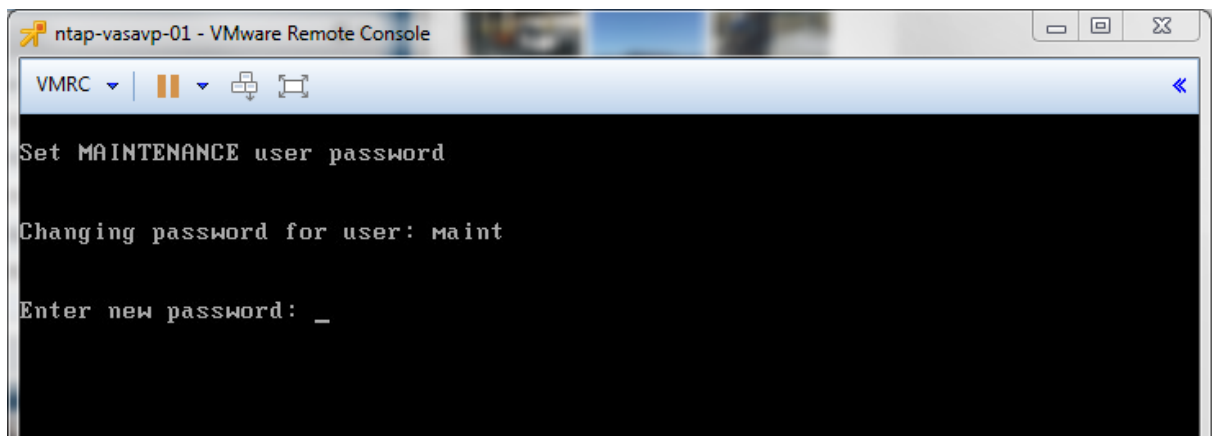 ntap-vasavp-01 - VMware Remote Console
VMRC
Set MAINTENANCE user password
Changing password for user: maint
Enter new password: _